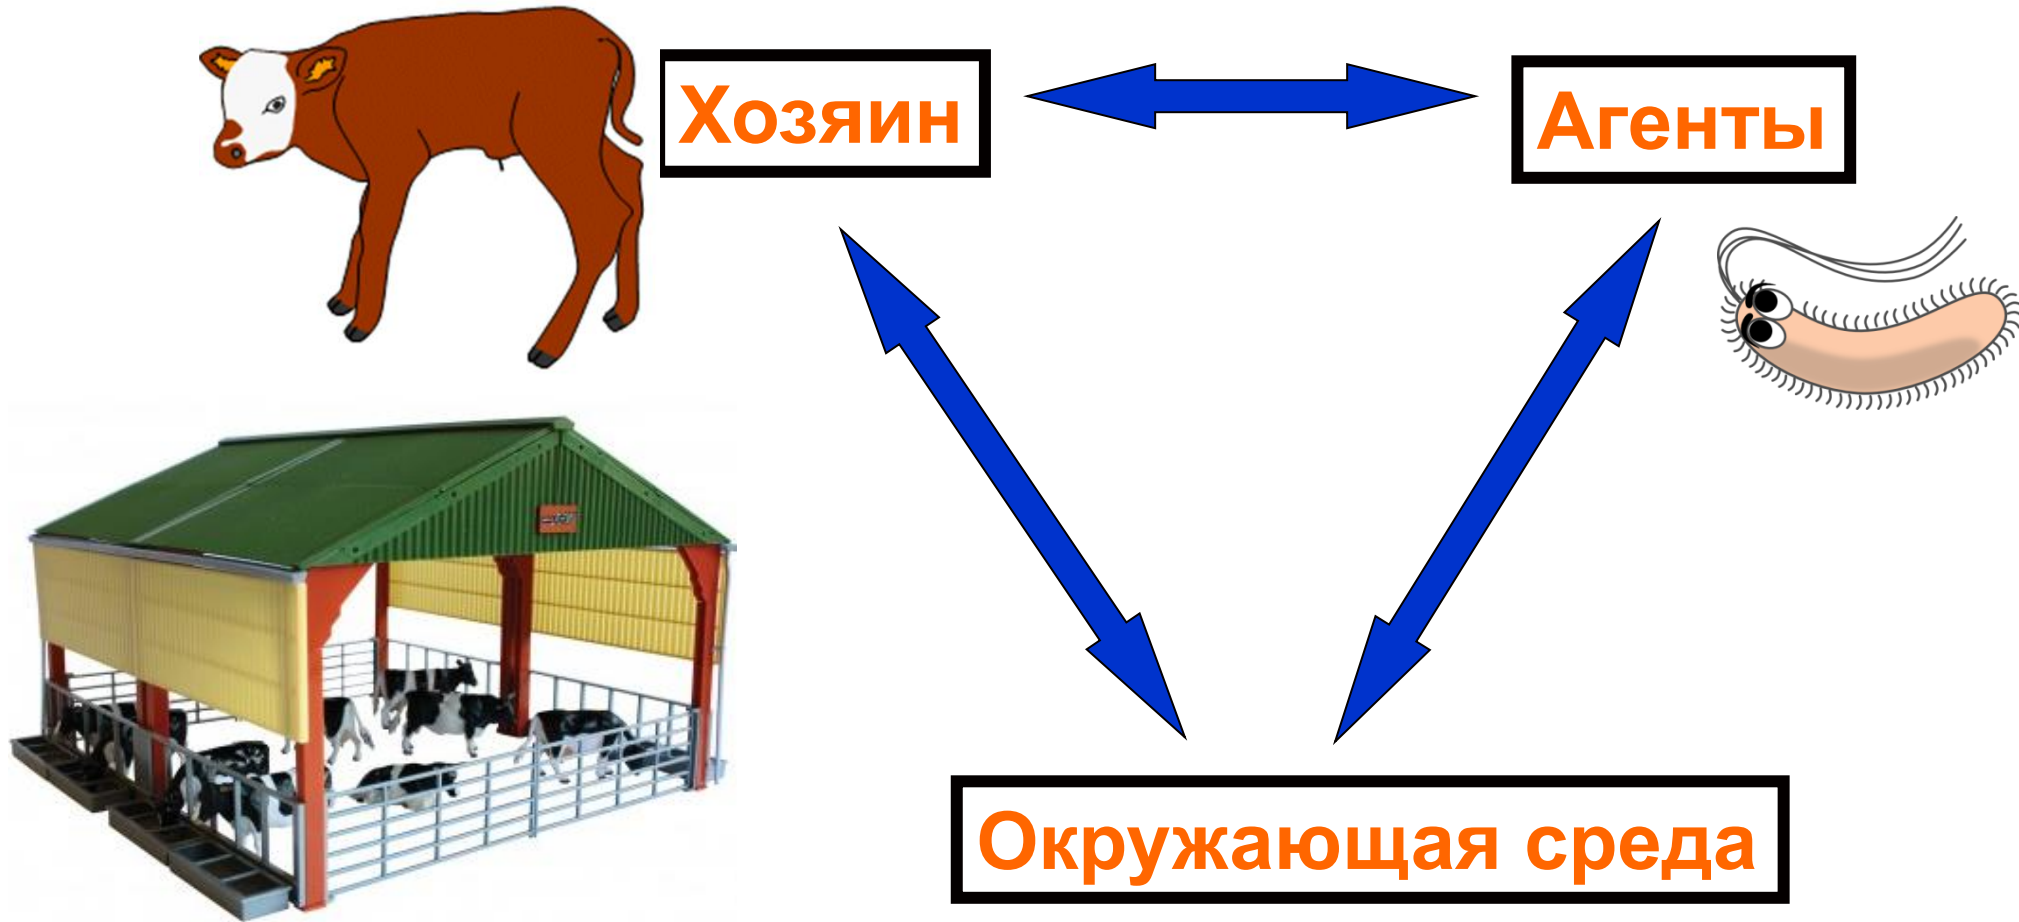 Хозяин
Агенты
Окружающая среда